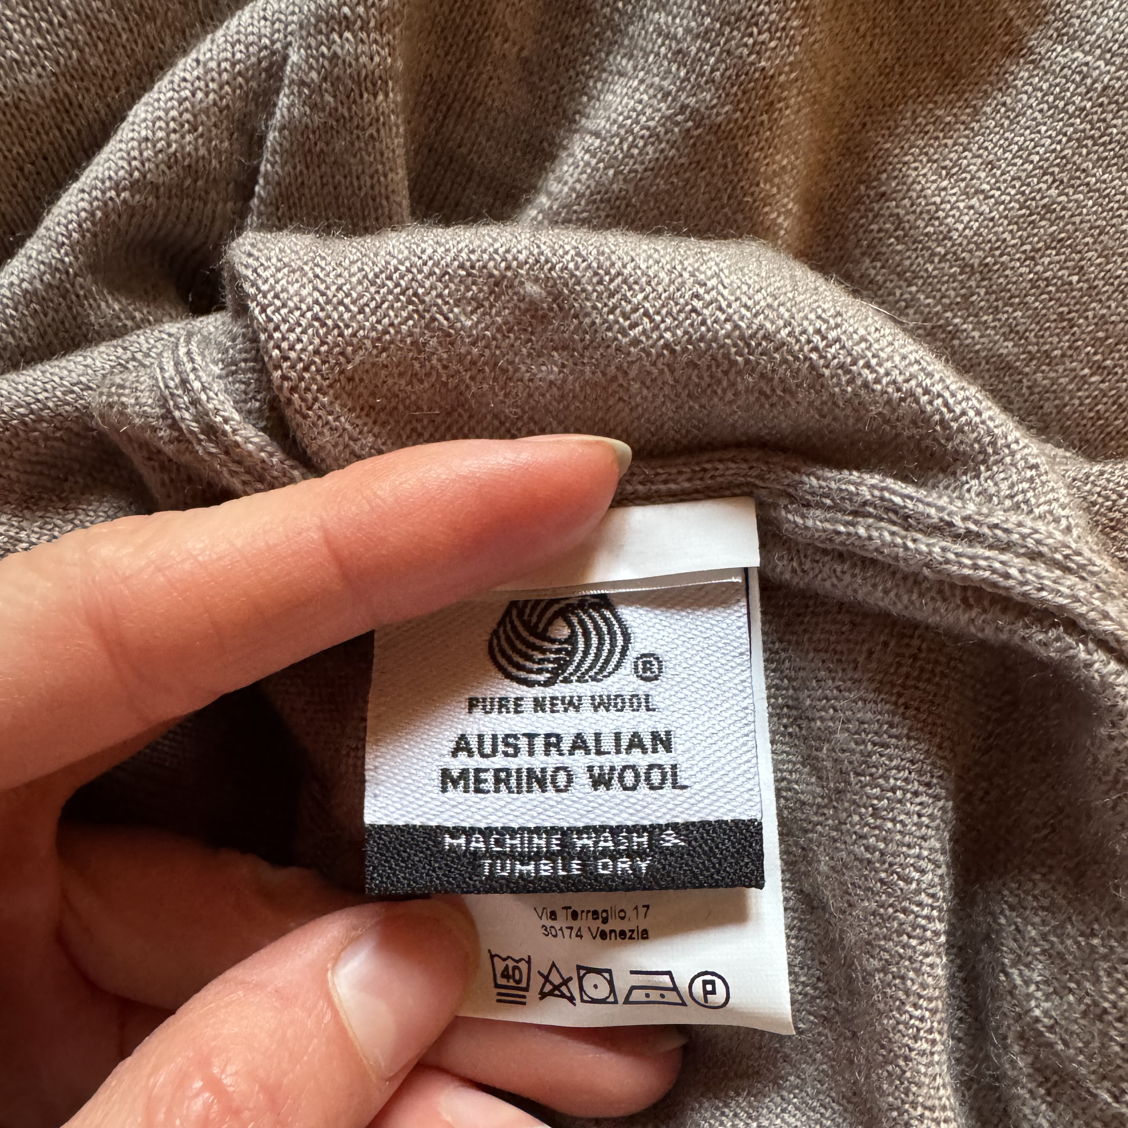 ®
PURE NEW WOOL
AUSTRALIAN
MERINO WOOL
MACHINE WASH &
TUMBLE DRY
Via Terraglio,17
30174 Venezia
40
P